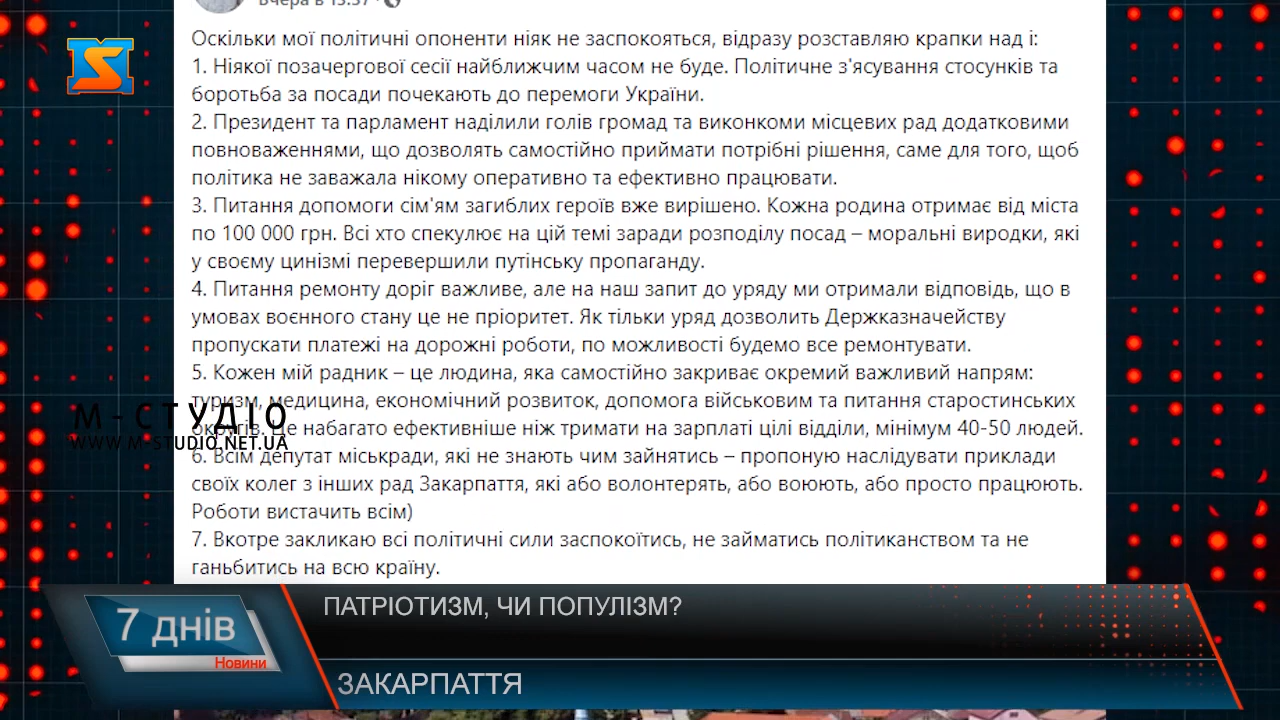 Вчера в 13:37
Оскільки мої політичні опоненти ніяк не заспокояться, відразу розставляю крапки над і:
1. Ніякої позачергової сесії найближчим часом не буде. Політичне з'ясування стосунків та
боротьба за посади почекають до перемоги України.
2. Президент та парламент наділили голів громад та виконкоми місцевих рад додатковими
повноваженнями, що дозволять самостійно приймати потрібні рішення, саме для того, щоб
політика не заважала нікому оперативно та ефективно працювати.
3. Питання допомоги сім'ям загиблих героїв вже вирішено. Кожна родина отримає від міста
по 100 000 грн. Всі хто спекулює на цій темі заради розподілу посад – моральні виродки, які
у своєму цинізмі перевершили путінську пропаганду.
4. Питання ремонту доріг важливе, але на наш запит до уряду ми отримали відповідь, що в
умовах воєнного стану це не пріоритет. Як тільки уряд дозволить Держказначейству
пропускати платежі на дорожні роботи, по можливості будемо все ремонтувати.
5. Кожен мій радник – це людина, яка самостійно закриває окремий важливий напрям:
туризм, медицина, економічний розвиток, допомога військовим та питання старостинських
округів. Це набагато ефективніше ніж тримати на зарплаті цілі відділи, мінімум 40-50 людей.
6. Всім депутат міськради, які не знають чим зайнятись – пропоную наслідувати приклади
своїх колег з інших рад Закарпаття, які або волонтерять, або воюють, або просто працюють.
Роботи вистачить всім)
7. Вкотре закликаю всі політичні сили заспокоїтись, не займатись політиканством та не
ганьбитись на всю країну.
М-СТУДІО
WWW.M-STUDIO.NET.UA
7 днів
Новини
ПАТРІОТИЗМ, ЧИ ПОПУЛІЗМ?
ЗАКАРПАТТЯ